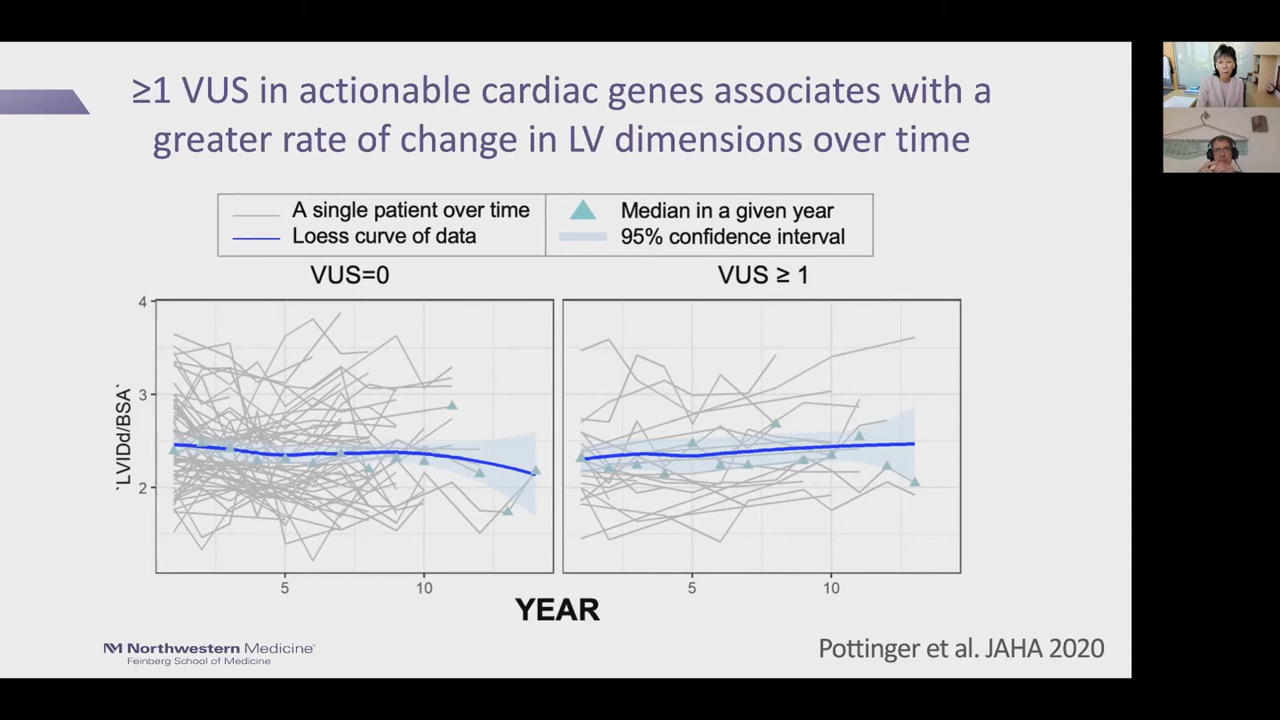 ≥1 VUS in actionable cardiac genes associates with a
greater rate of change in LV dimensions over time
A single patient over time
Median in a given year
Loess curve of data
95% confidence interval
VUS=0
VUS ≥ 1
4
3
2
`LVIDd/BSA`
5
10
5
10
YEAR
Northwestern Medicine®
Feinberg School of Medicine
Pottinger et al. JAHA 2020